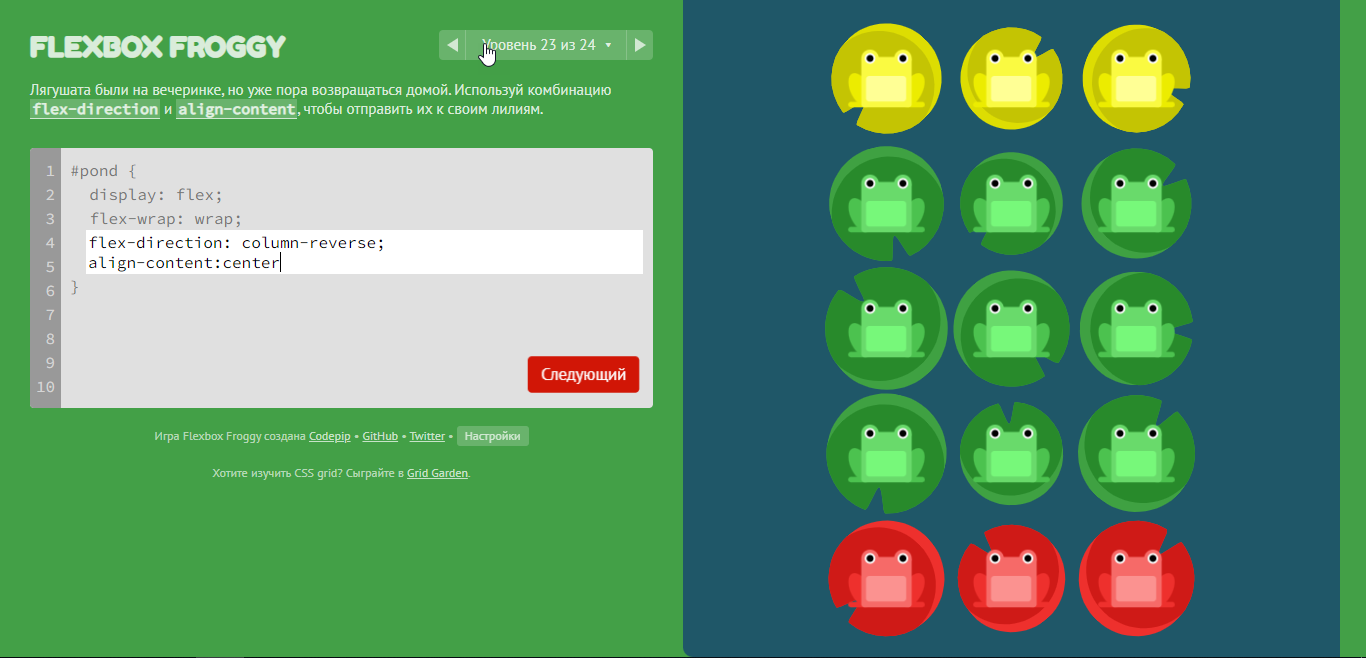 FLEXBOX FROGGY
Уровень 23 из 24
Лягушата были на вечеринке, но уже пора возвращаться домой. Используй комбинацию
flex-direction и align-content, чтобы отправить их к своим лилиям.
1 #pond {
2 display: flex;
3 flex-wrap: wrap;
4 flex-direction: column-reverse;
5 align-content:center
6 }
7
8
9
10
Следующий
Игра Flexbox Froggy создана Codepip • GitHub • Twitter • Настройки
Хотите изучить CSS grid? Сыграйте в Grid Garden.